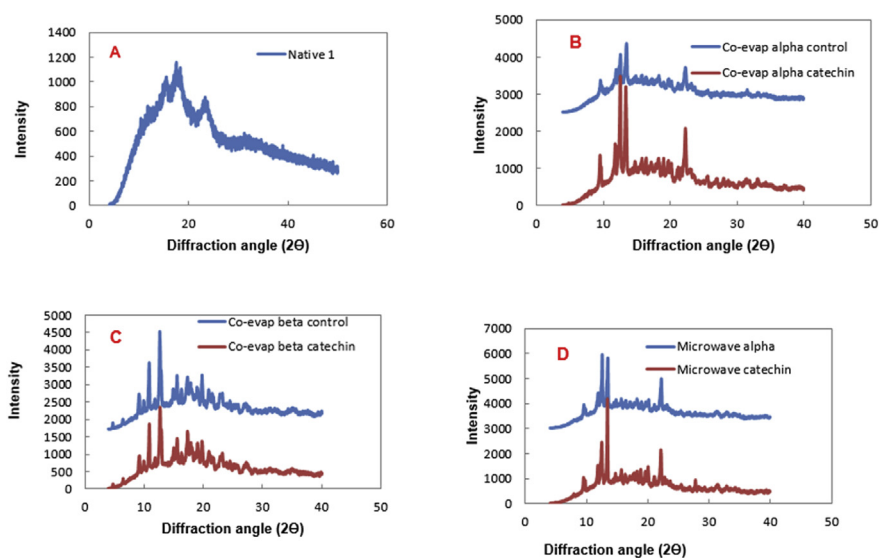 A
Native 1
1400
1200
1000
800
600
400
200
0
0 20 40 60
Intensity
Diffraction angle (2Θ)
B
Co-evap alpha control
Co-evap alpha catechin
5000
4000
3000
2000
1000
0
0 10 20 30 40 50
Intensity
Diffraction angle (2Θ)
C
Co-evap beta control
Co-evap beta catechin
5000
4500
4000
3500
3000
2500
2000
1500
1000
500
0
0 10 20 30 40 50
Intensity
Diffraction angle (2Θ)
D
Microwave alpha
Microwave catechin
7000
6000
5000
4000
3000
2000
1000
0
0 10 20 30 40 50
Intensity
Diffraction angle (2Θ)